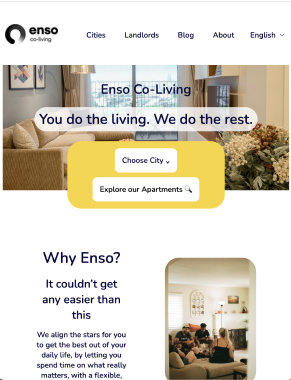 enso
co-living
Cities
Landlords
Blog
About
English
Enso Co-Living
You do the living. We do the rest.
Choose City
Explore our Apartments
Why Enso?
It couldn't get
any easier than
this
We align the stars for you
to get the best out of your
daily life, by letting you
spend time on what really
matters, with a flexible,